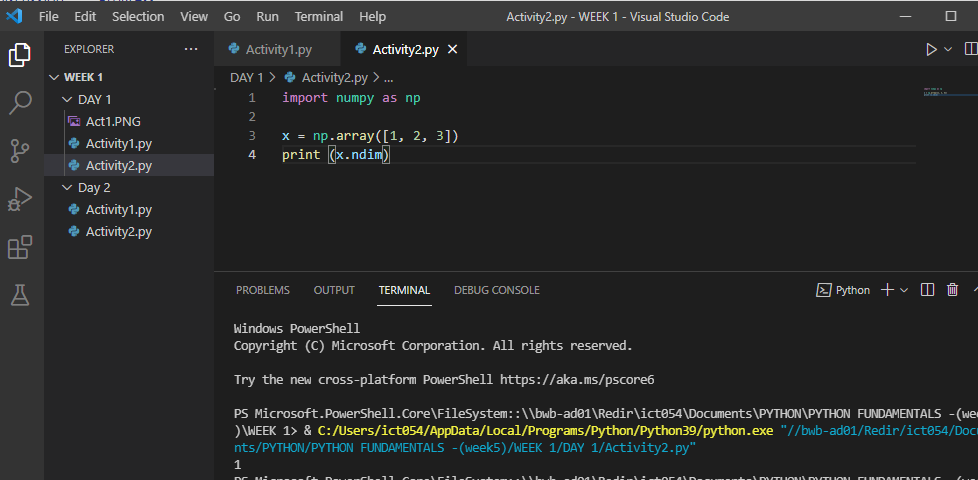 File Edit Selection View Go Run Terminal Help Activity2.py - WEEK 1 - Visual Studio Code
EXPLORER ··· Activity1.py Activity2.py
WEEK 1
DAY 1 > Activity2.py > ...
DAY 1
Act1.PNG
Activity1.py
Activity2.py
Day 2
Activity1.py
Activity2.py
1 import numpy as np
2
3 x = np.array([1, 2, 3])
4 print (x.ndim)
PROBLEMS OUTPUT TERMINAL DEBUG CONSOLE Python
Windows PowerShell
Copyright (C) Microsoft Corporation. All rights reserved.
Try the new cross-platform PowerShell https://aka.ms/pscore6
PS Microsoft.PowerShell.Core\FileSystem::\\bwb-ad01\Redir\ict054\Documents\PYTHON\PYTHON FUNDAMENTALS -(wee
)\WEEK 1> & C:/Users/ict054/AppData/Local/Programs/Python/Python39/python.exe "//bwb-ad01/Redir/ict054/Docu
nts/PYTHON/PYTHON FUNDAMENTALS -(week5)/WEEK 1/DAY 1/Activity2.py"
1